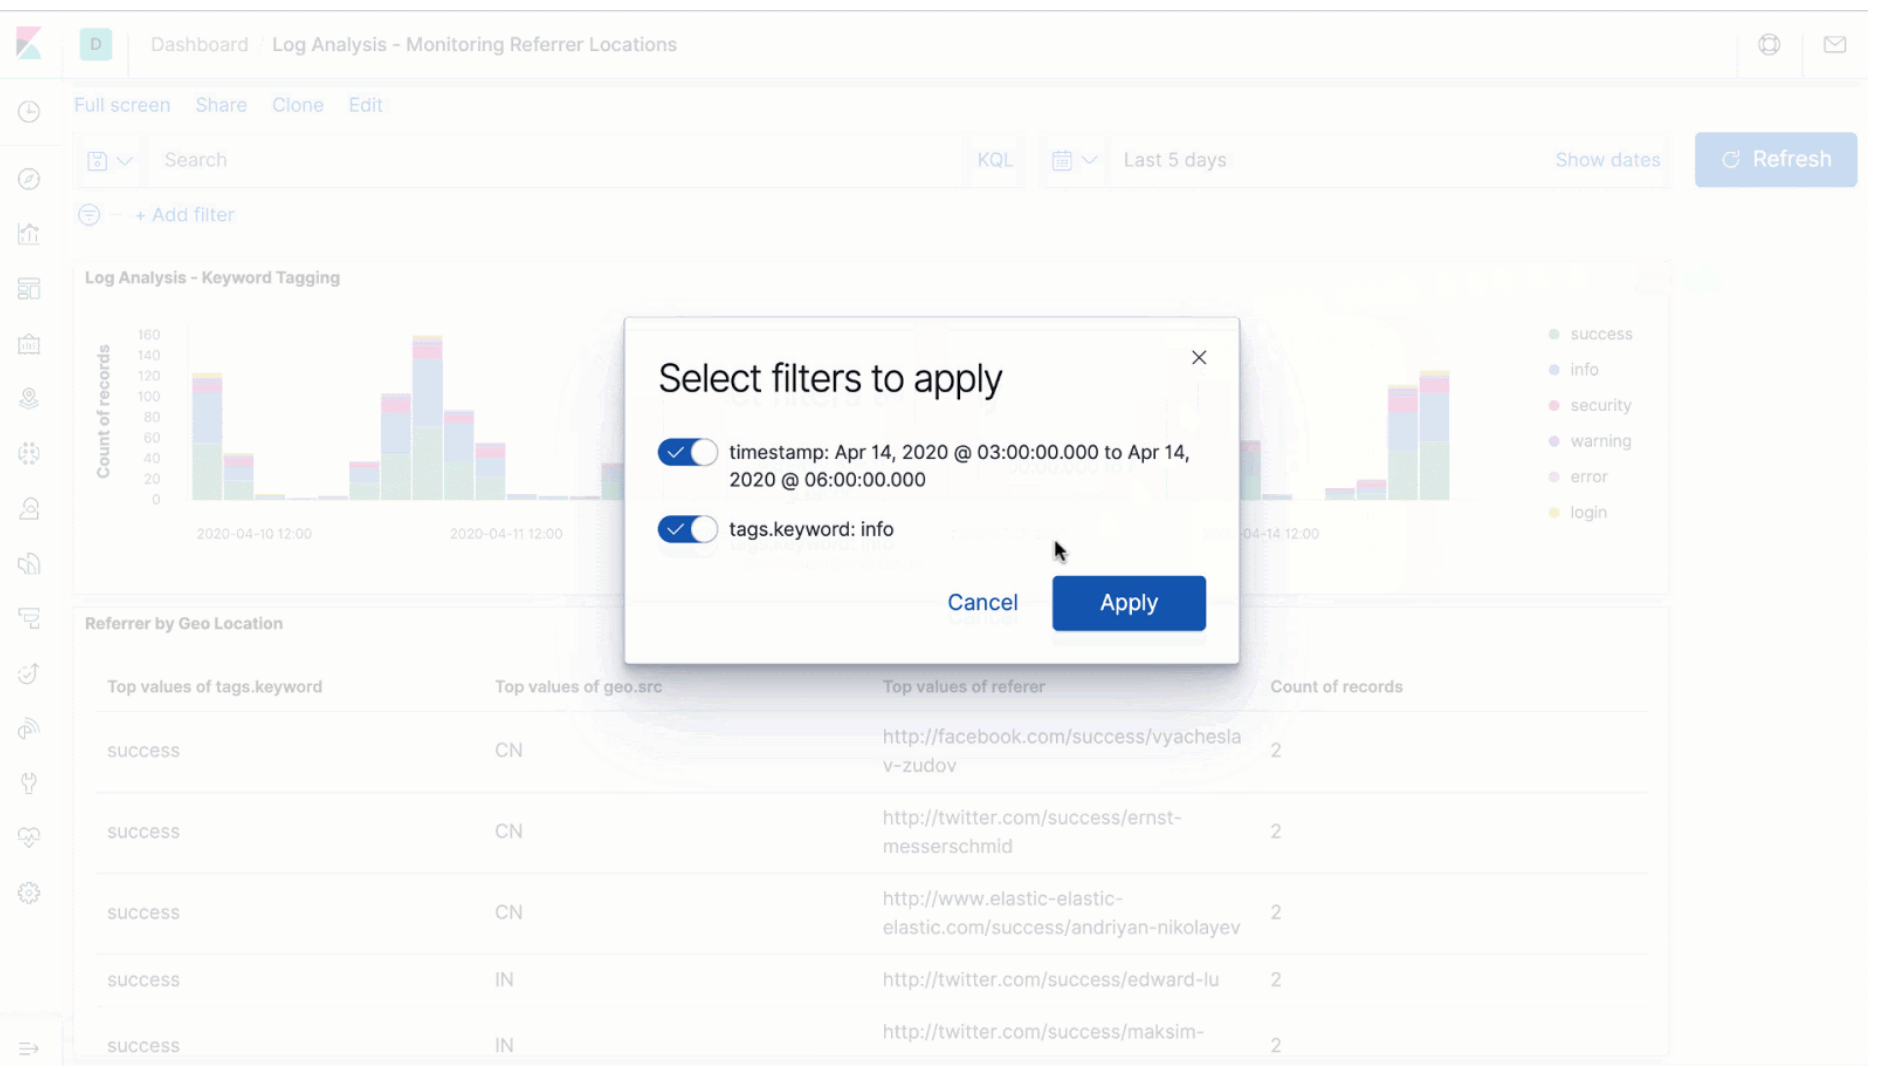 D
Dashboard / Log Analysis - Monitoring Referrer Locations
Full screen Share Clone Edit
Search
KQL
Last 5 days
Show dates
Refresh
+ Add filter
Log Analysis - Keyword Tagging
Count of records
160
140
120
100
80
60
40
20
0
2020-04-10 12:00
2020-04-11 12:00
-04-14 12:00
success
info
security
warning
error
login
Select filters to apply
timestamp: Apr 14, 2020 @ 03:00:00.000 to Apr 14,
2020 @ 06:00:00.000
tags.keyword: info
Cancel
Apply
Referrer by Geo Location
Top values of tags.keyword Top values of geo.src Top values of referer Count of records
success CN http://facebook.com/success/vyachesla 2
v-zudov
success CN http://twitter.com/success/ernst- 2
messerschmid
success CN http://www.elastic-elastic- 2
elastic.com/success/andriyan-nikolayev
success IN http://twitter.com/success/edward-lu 2
success IN http://twitter.com/success/maksim- 2